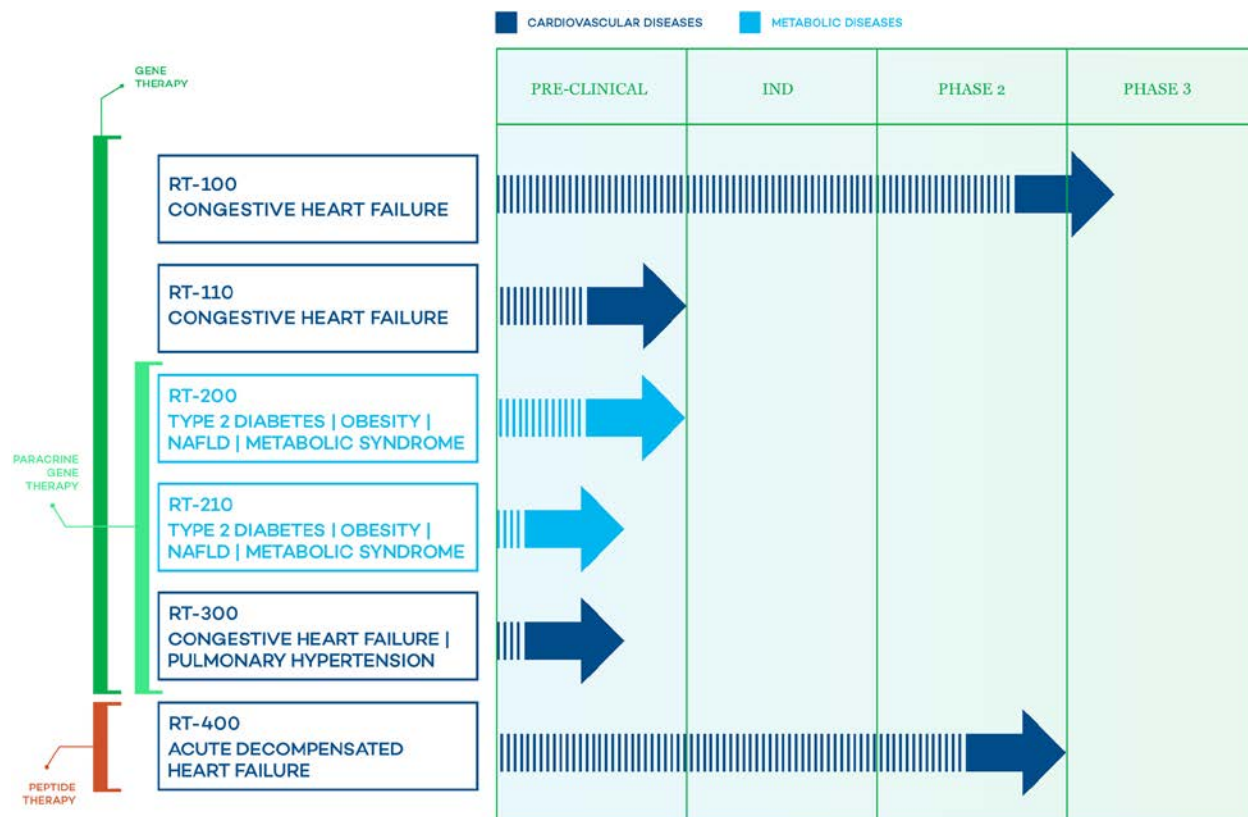 CARDIOVASCULAR DISEASES
METABOLIC DISEASES
GENE
THERAPY
PRE-CLINICAL
IND
PHASE 2
PHASE 3
RT-100
CONGESTIVE HEART FAILURE
RT-110
CONGESTIVE HEART FAILURE
RT-200
TYPE 2 DIABETES | OBESITY |
NAFLD | METABOLIC SYNDROME
PARACRINE
GENE
THERAPY
RT-210
TYPE 2 DIABETES | OBESITY |
NAFLD | METABOLIC SYNDROME
RT-300
CONGESTIVE HEART FAILURE |
PULMONARY HYPERTENSION
RT-400
ACUTE DECOMPENSATED
HEART FAILURE
PEPTIDE
THERAPY